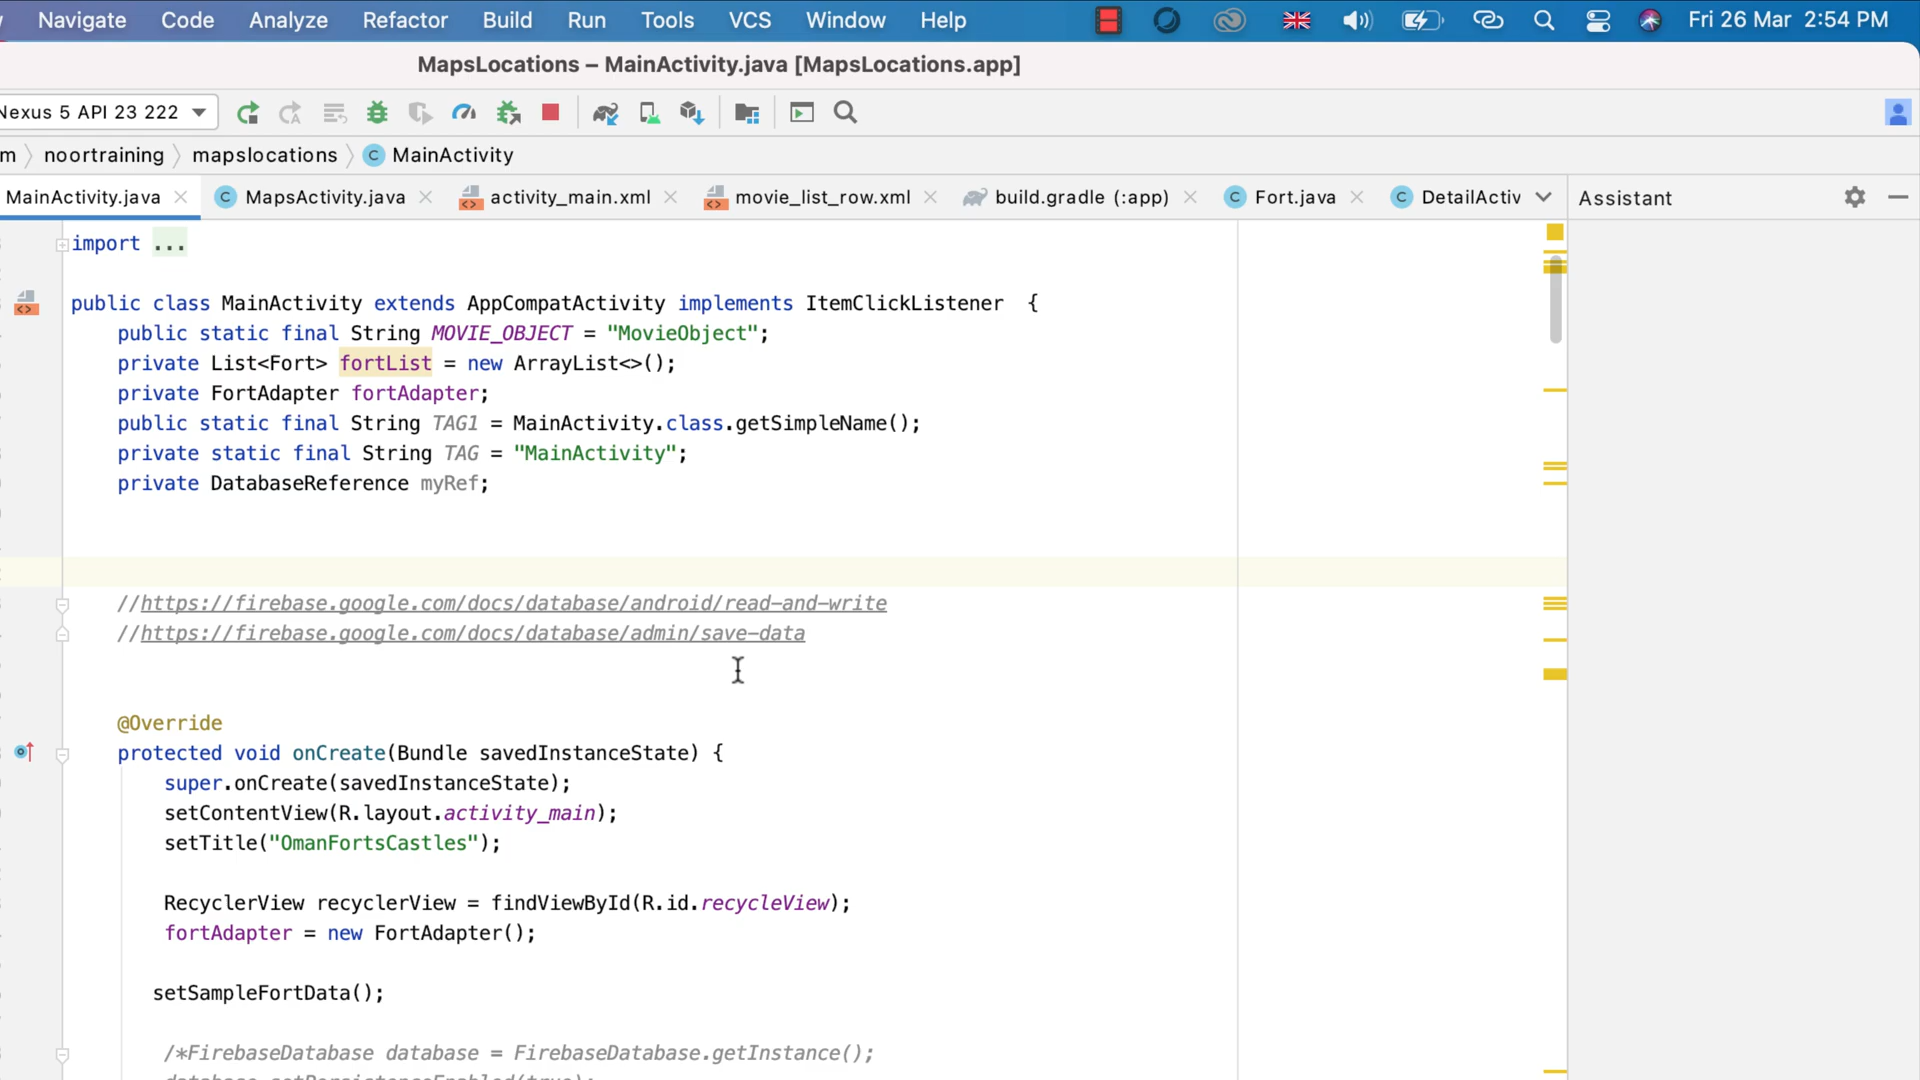 Navigate Code Analyze Refactor Build Run Tools VCS Window Help Fri 26 Mar 2:54 PM
MapsLocations – MainActivity.java [MapsLocations.app]
Nexus 5 API 23 222
m noortraining mapslocations C MainActivity
MainActivity.java C MapsActivity.java activity_main.xml movie_list_row.xml build.gradle (:app) C Fort.java C DetailActiv Assistant
import ...
public class MainActivity extends AppCompatActivity implements ItemClickListener {
public static final String MOVIE_OBJECT = "MovieObject";
private List<Fort> fortList = new ArrayList<>();
private FortAdapter fortAdapter;
public static final String TAG1 = MainActivity.class.getSimpleName();
private static final String TAG = "MainActivity";
private DatabaseReference myRef;
//https://firebase.google.com/docs/database/android/read-and-write
//https://firebase.google.com/docs/database/admin/save-data
@Override
protected void onCreate(Bundle savedInstanceState) {
super.onCreate(savedInstanceState);
setContentView(R.layout.activity_main);
setTitle("OmanFortsCastles");
RecyclerView recyclerView = findViewById(R.id.recycleView);
fortAdapter = new FortAdapter();
setSampleFortData();
/*FirebaseDatabase database = FirebaseDatabase.getInstance();
database.setPersistenceEnabled(true);